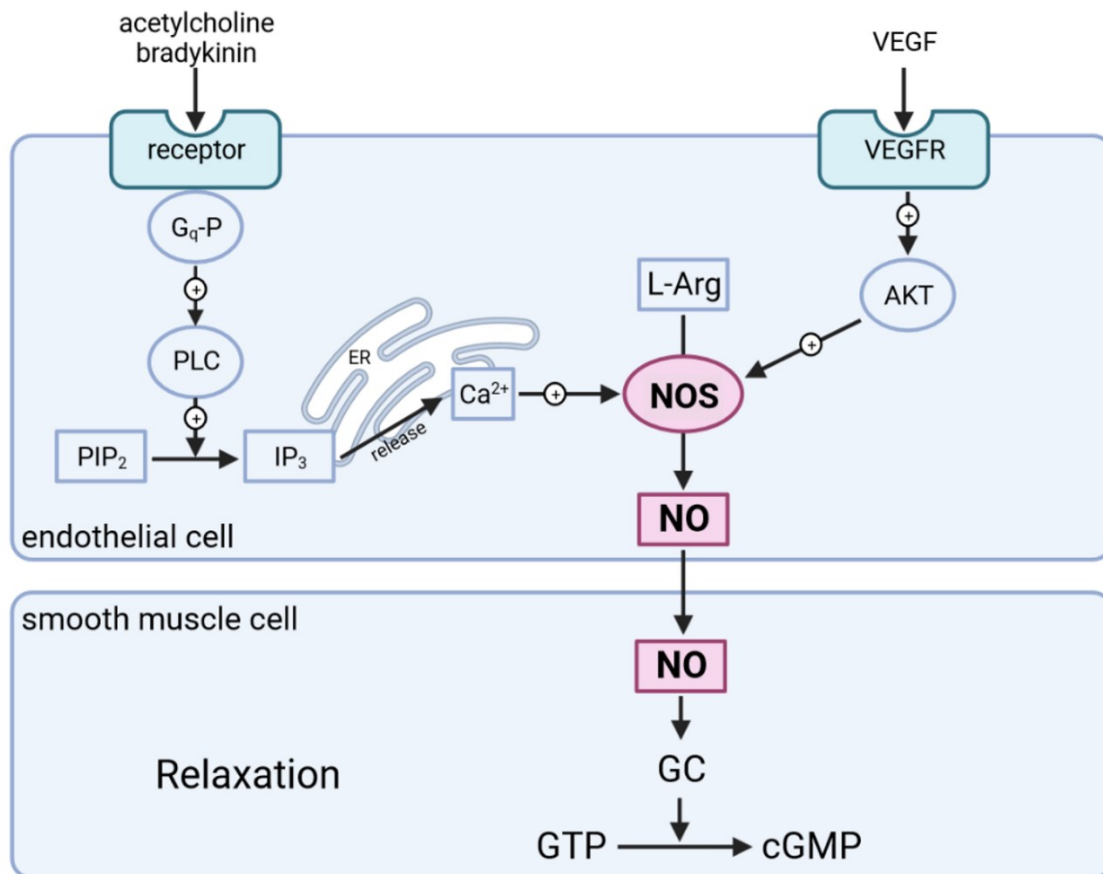 acetylcholine
bradykinin
VEGF
receptor
VEGFR
Gq-P
+
+
L-Arg
AKT
PLC
ER
+
Ca²⁺
+
NOS
+
release
PIP₂
IP₃
NO
endothelial cell
smooth muscle cell
NO
Relaxation
GC
GTP
cGMP